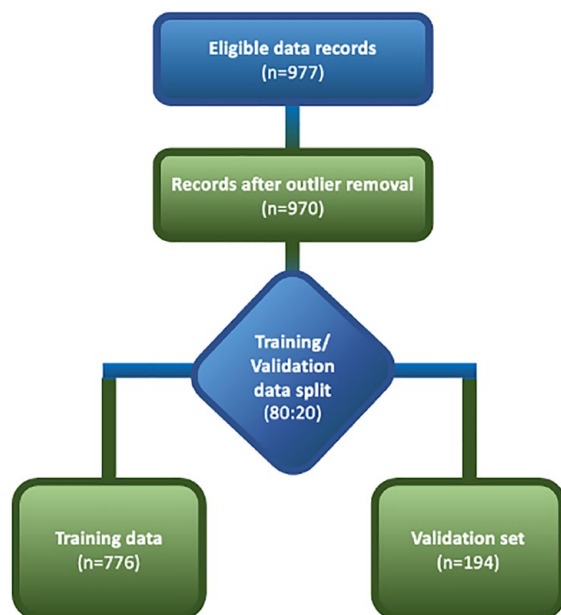 Eligible data records
(n=977)
Records after outlier removal
(n=970)
Training/
Validation
data split
(80:20)
Training data
(n=776)
Validation set
(n=194)